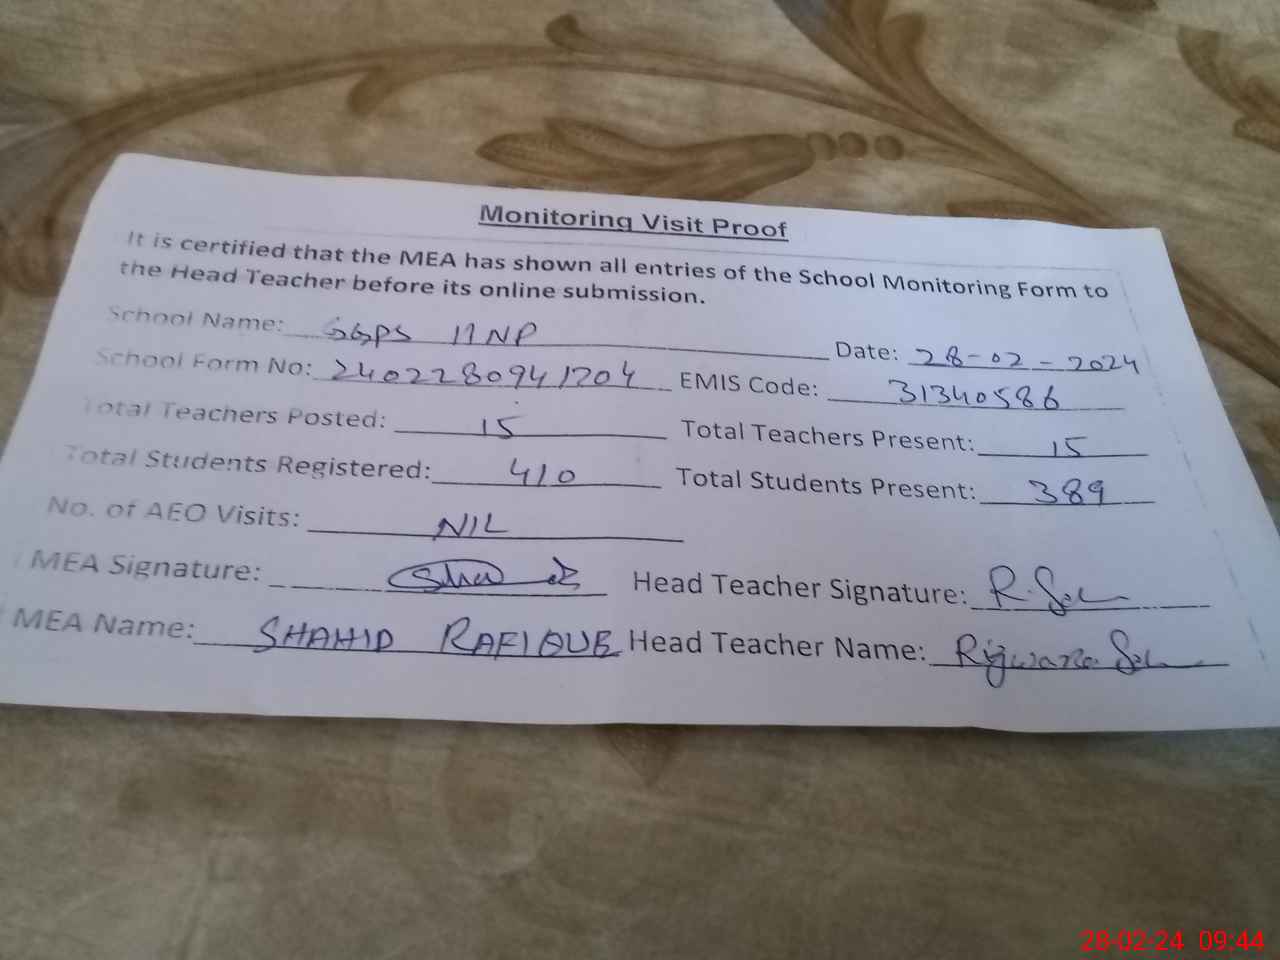 Monitoring Visit Proof
It is certified that the MEA has shown all entries of the School Monitoring Form to
the Head Teacher before its online submission.
School Name: GGPS 11NP Date: 28-02-2024
School Form No: 2402280941204 EMIS Code: 31340586
Total Teachers Posted: 15 Total Teachers Present: 15
Total Students Registered: 410 Total Students Present: 389
No. of AEO Visits: NIL
MEA Signature: Head Teacher Signature:
MEA Name: SHAHID RAFIQUE Head Teacher Name: Rizwana
28-02-24 09:44